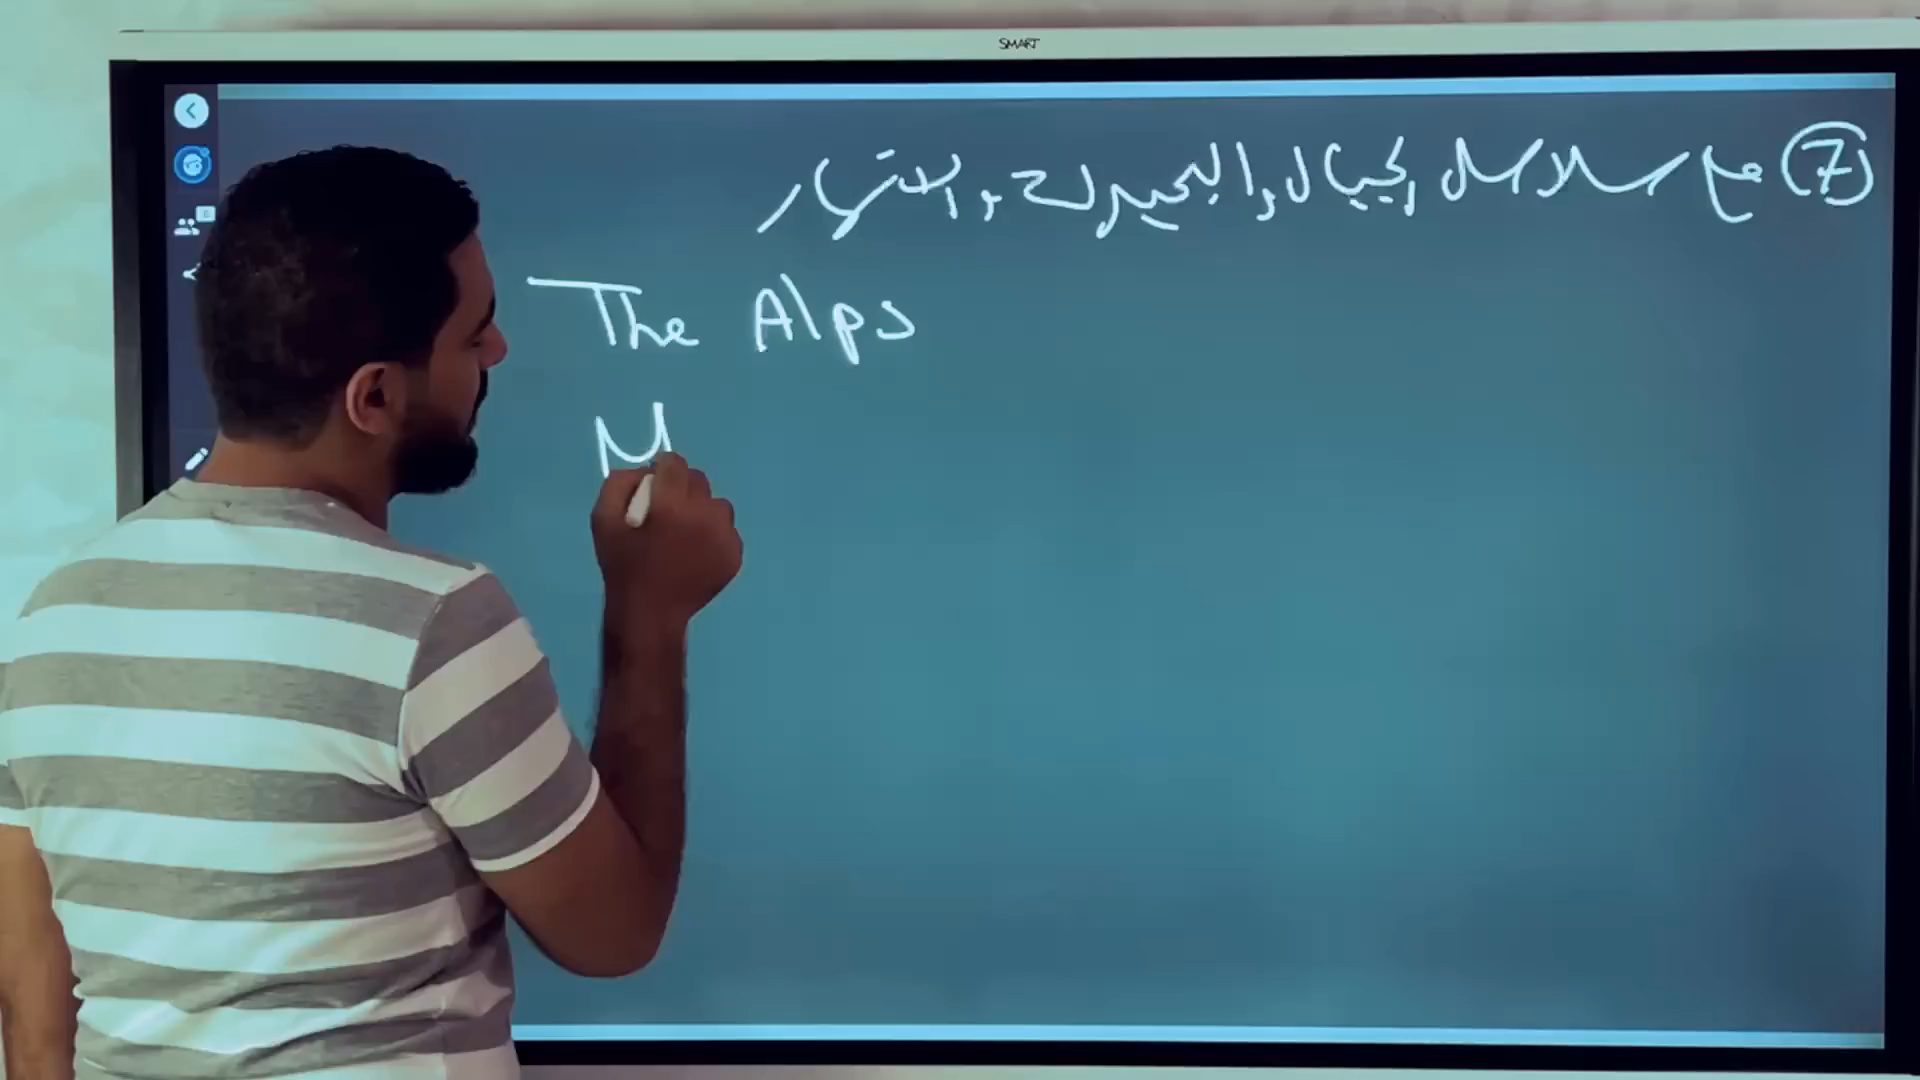 SMART
⑦ مع سلاسل الجبال والبحيرات والأنهار
The Alps
M